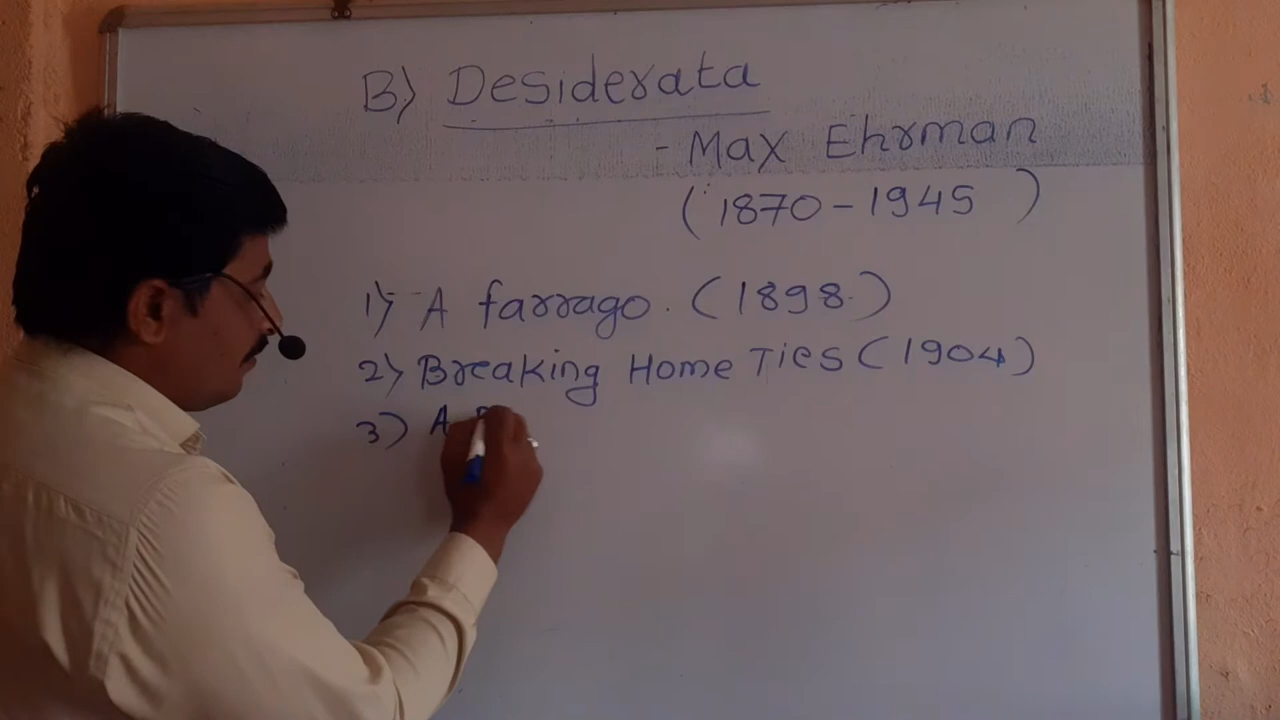 B) Desiderata
- Max Ehrman
(1870-1945)
1) A farrago. (1898.)
2) Breaking Home Ties (1904)
3) A